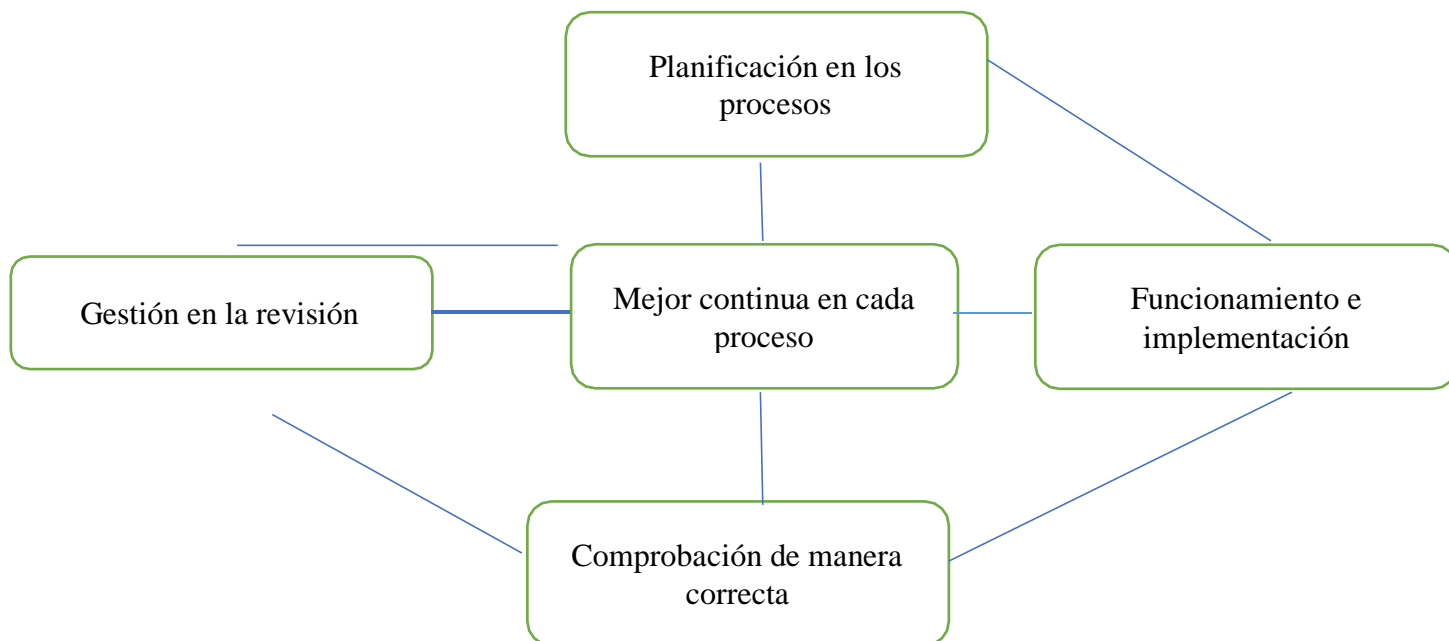 Planificación en los
procesos
Gestión en la revisión
Mejor continua en cada
proceso
Funcionamiento e
implementación
Comprobación de manera
correcta